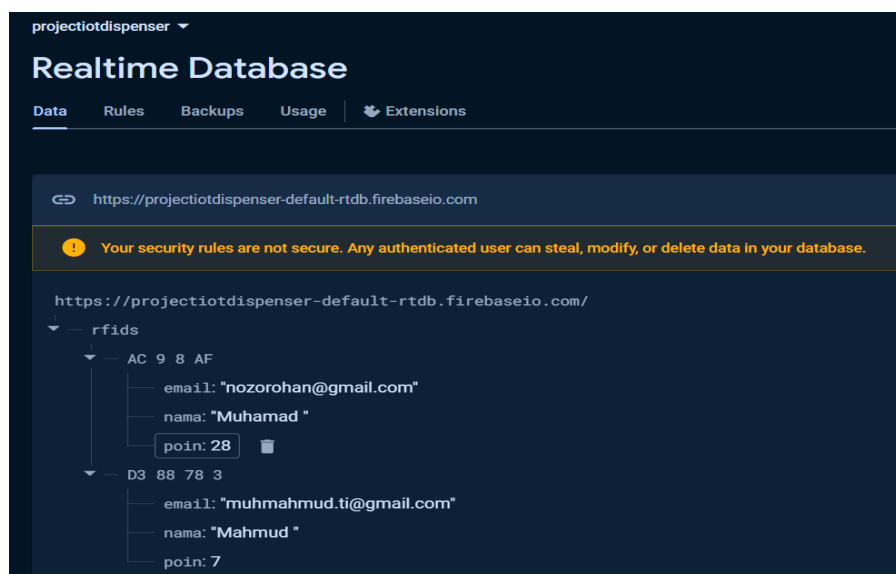 projectiotdispenser
Realtime Database
Data Rules Backups Usage Extensions
https://projectiotdispenser-default-rtdb.firebaseio.com
! Your security rules are not secure. Any authenticated user can steal, modify, or delete data in your database.
https://projectiotdispenser-default-rtdb.firebaseio.com/
rfids
AC 9 8 AF
email: "nozorohan@gmail.com"
nama: "Muhamad "
poin: 28
D3 88 78 3
email: "muhmahmud.ti@gmail.com"
nama: "Mahmud "
poin: 7